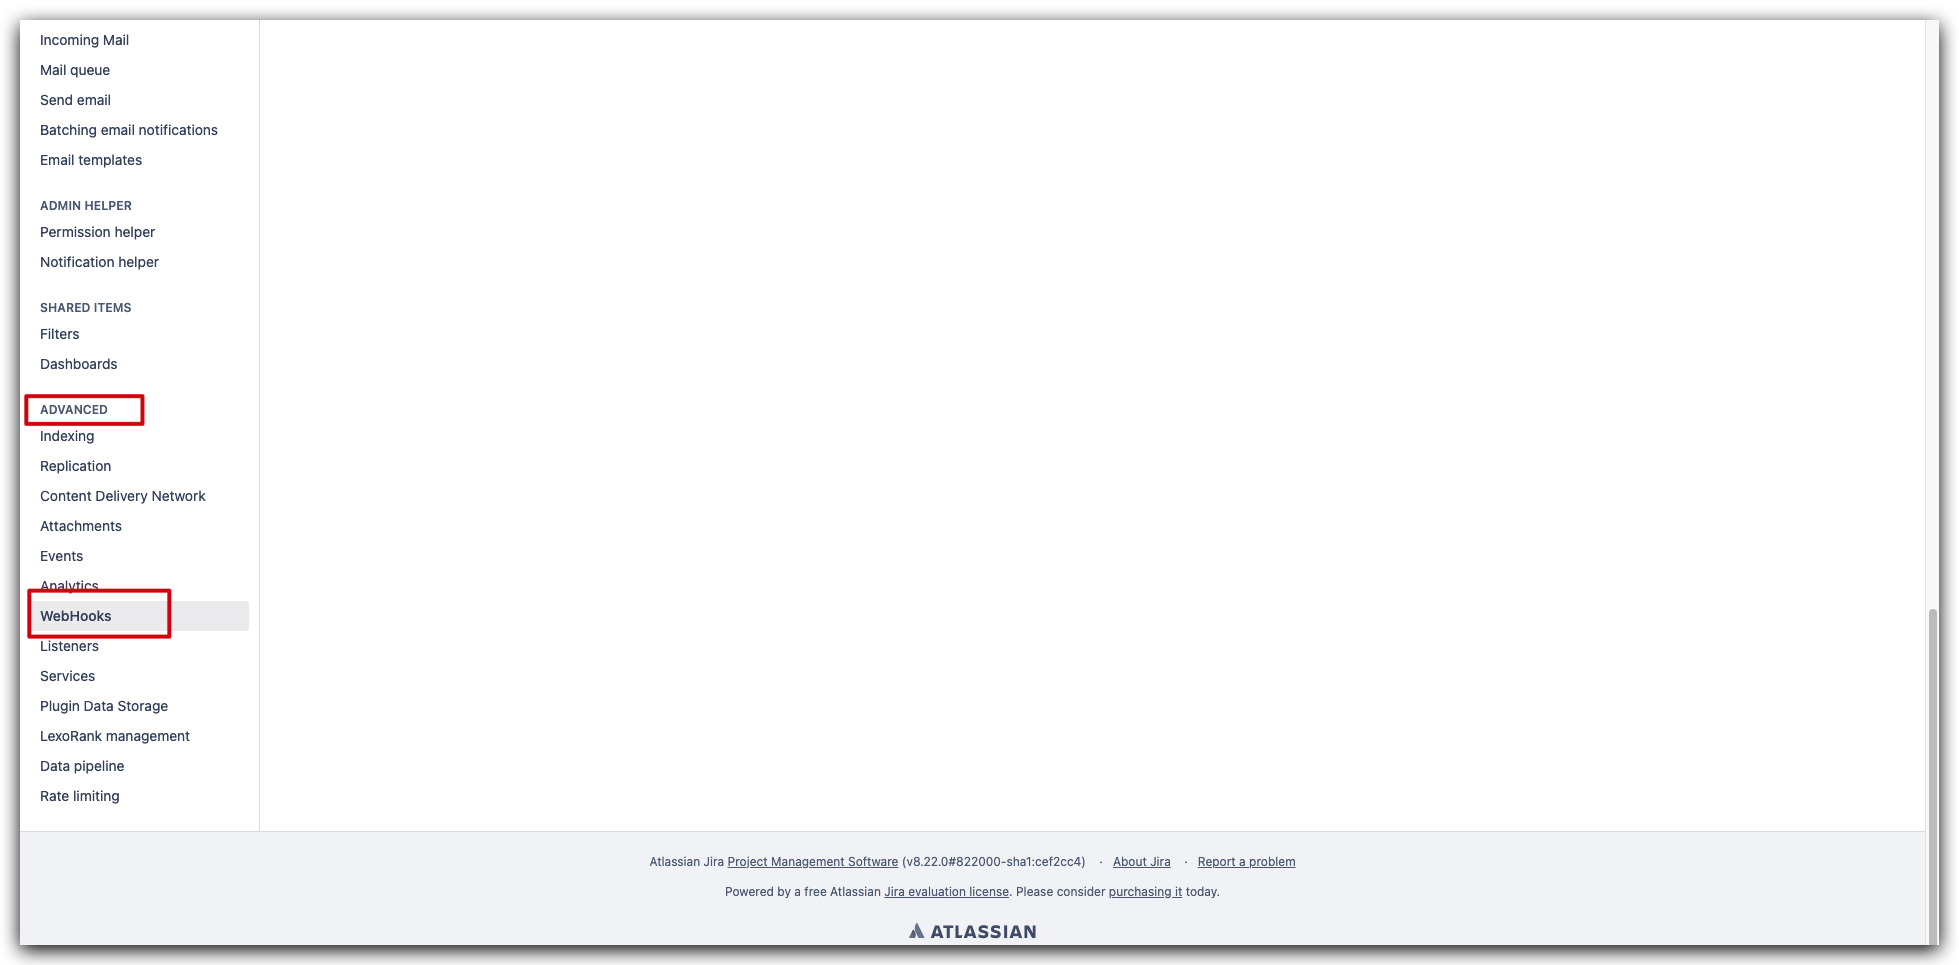 Incoming Mail
Mail queue
Send email
Batching email notifications
Email templates
ADMIN HELPER
Permission helper
Notification helper
SHARED ITEMS
Filters
Dashboards
ADVANCED
Indexing
Replication
Content Delivery Network
Attachments
Events
Analytics
WebHooks
Listeners
Services
Plugin Data Storage
LexoRank management
Data pipeline
Rate limiting
Atlassian Jira Project Management Software (v8.22.0#822000-sha1:cef2cc4) · About Jira · Report a problem
Powered by a free Atlassian Jira evaluation license. Please consider purchasing it today.
ATLASSIAN